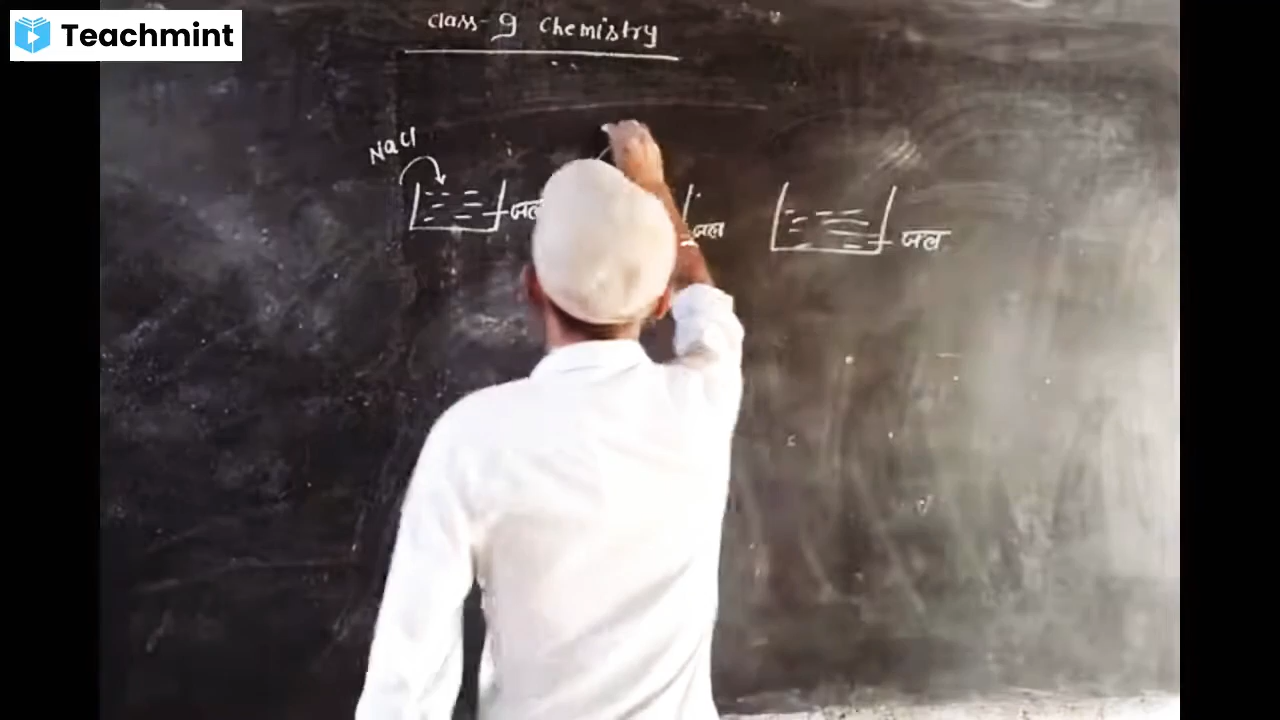 Teachmint
Class-9 Chemistry
NaCl
जल
जल
जल